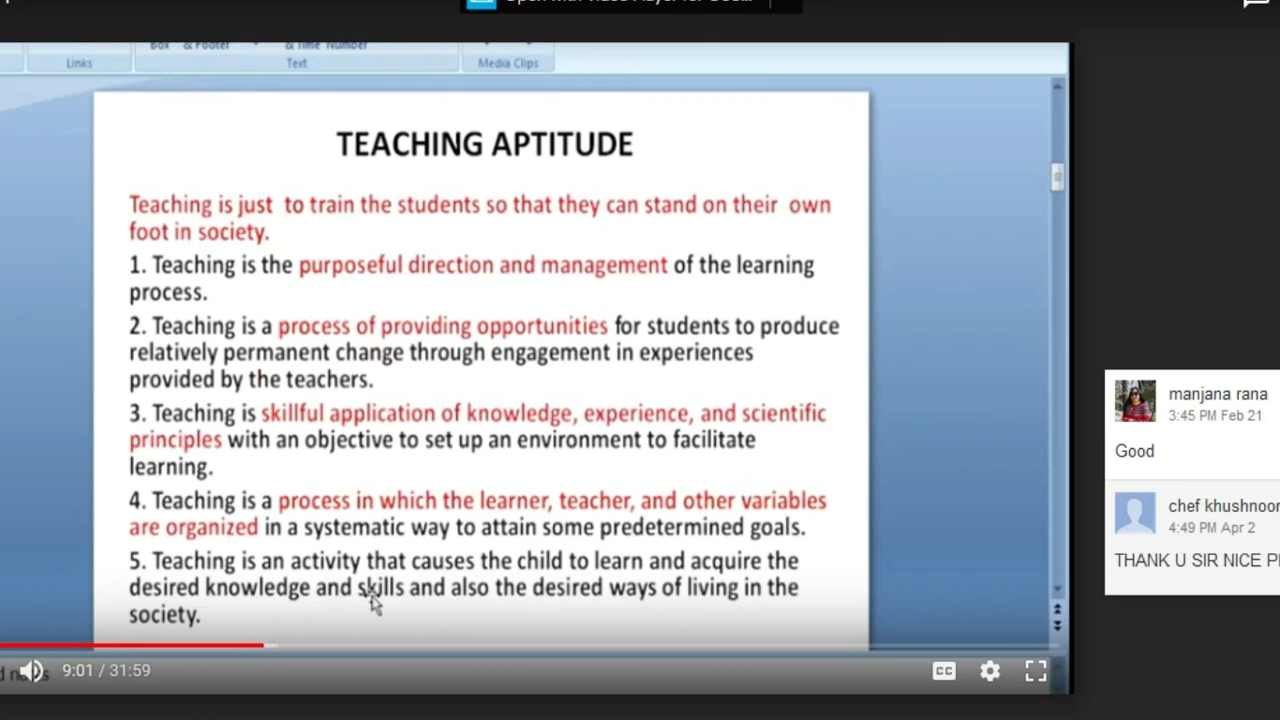 Box & Footer & Time Number
Links Text Media Clips
TEACHING APTITUDE
Teaching is just to train the students so that they can stand on their own
foot in society.
1. Teaching is the purposeful direction and management of the learning
process.
2. Teaching is a process of providing opportunities for students to produce
relatively permanent change through engagement in experiences
provided by the teachers.
3. Teaching is skillful application of knowledge, experience, and scientific
principles with an objective to set up an environment to facilitate
learning.
4. Teaching is a process in which the learner, teacher, and other variables
are organized in a systematic way to attain some predetermined goals.
5. Teaching is an activity that causes the child to learn and acquire the
desired knowledge and skills and also the desired ways of living in the
society.
9:01 / 31:59
CC
manjana rana
3:45 PM Feb 21
Good
chef khushnoor
4:49 PM Apr 2
THANK U SIR NICE